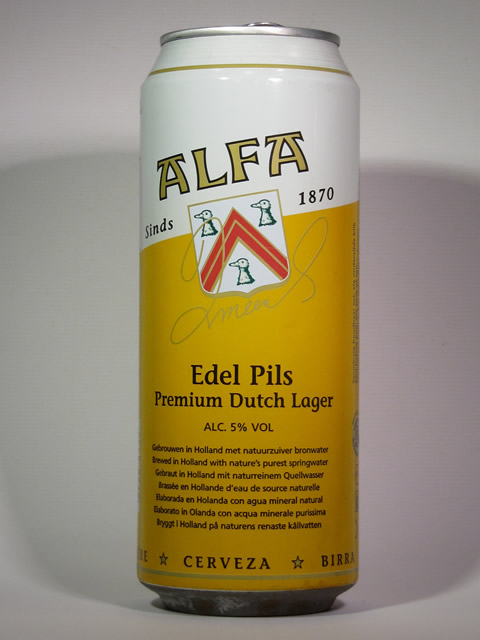 ALFA
Sinds 1870
Edel Pils
Premium Dutch Lager
ALC. 5% VOL
Gebrouwen in Holland met natuurzuiver bronwater
Brewed in Holland with nature's purest springwater
Gebraut in Holland mit naturreinem Quellwasser
Brassée en Hollande d'eau de source naturelle
Elaborada en Holanda con agua mineral natural
Elaborato in Olanda con acqua minerale purissima
Bryggt i Holland på naturens renaste källvatten
☆ CERVEZA ☆ BIRRA